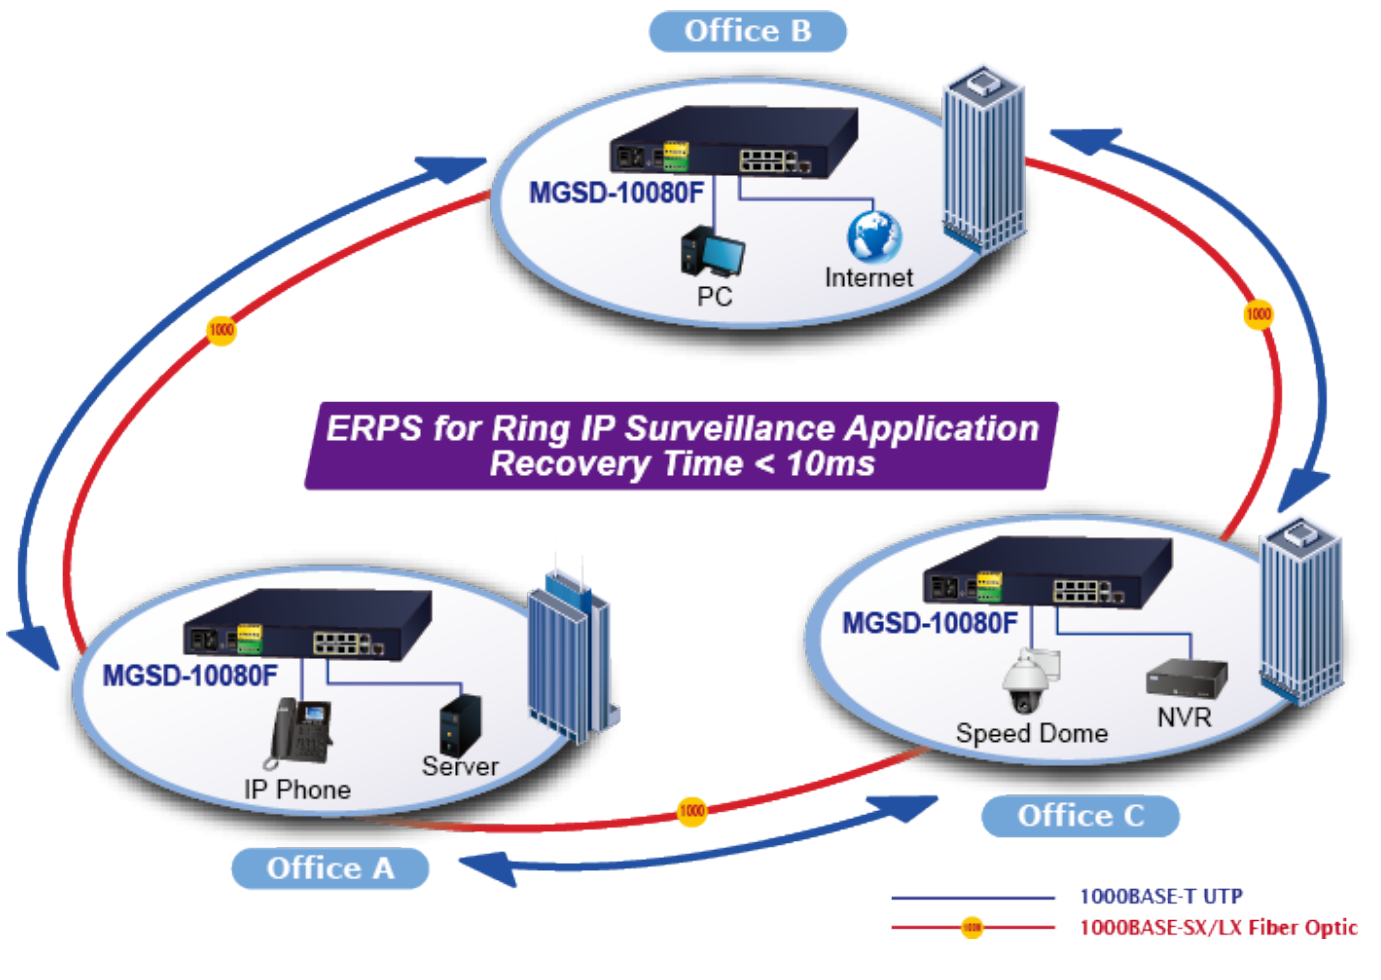 Office B
MGSD-10080F
PC
Internet
1000
1000
ERPS for Ring IP Surveillance Application
Recovery Time < 10ms
MGSD-10080F
IP Phone
Server
MGSD-10080F
Speed Dome
NVR
1000
Office A
Office C
1000BASE-T UTP
1000
1000BASE-SX/LX Fiber Optic